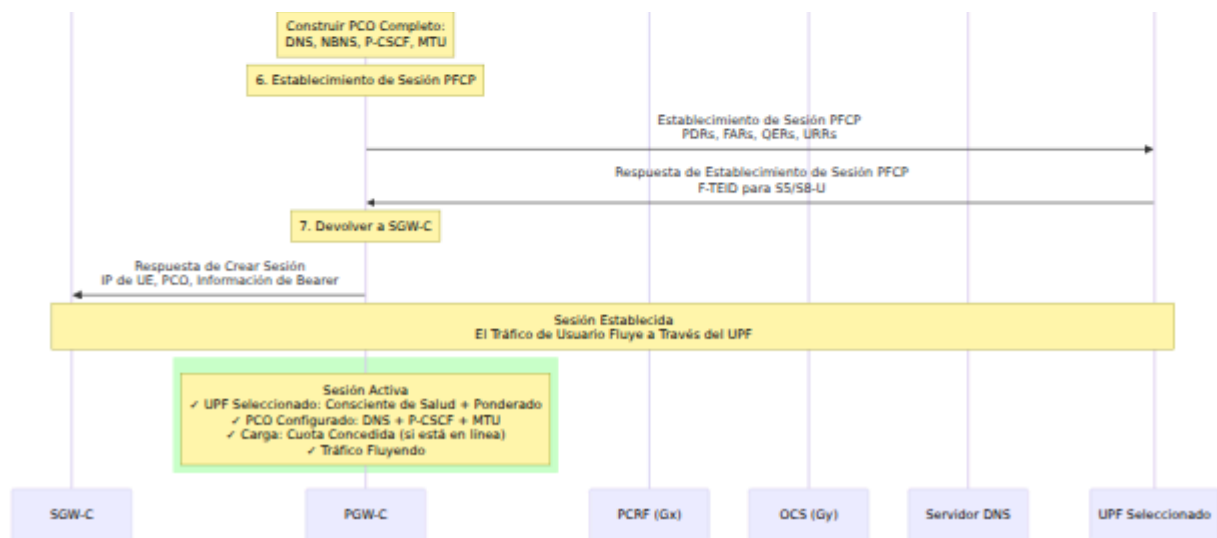 Construir PCO Completo:
DNS, NBNS, P-CSCF, MTU
6. Establecimiento de Sesión PFCP
Establecimiento de Sesión PFCP
PDRs, FARs, QERs, URRs
Respuesta de Establecimiento de Sesión PFCP
F-TEID para S5/S8-U
7. Devolver a SGW-C
Respuesta de Crear Sesión
IP de UE, PCO, Información de Bearer
Sesión Establecida
El Tráfico de Usuario Fluye a Través del UPF
Sesión Activa
✓ UPF Seleccionado: Consciente de Salud + Ponderado
✓ PCO Configurado: DNS + P-CSCF + MTU
✓ Carga: Cuota Concedida (si está en línea)
✓ Tráfico Fluyendo
SGW-C
PGW-C
PCRF (Gx)
OCS (Gy)
Servidor DNS
UPF Seleccionado